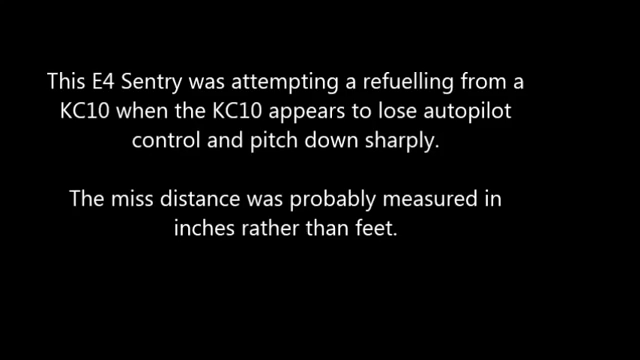 This E4 Sentry was attempting a refuelling from a
KC10 when the KC10 appears to lose autopilot
control and pitch down sharply.
The miss distance was probably measured in
inches rather than feet.